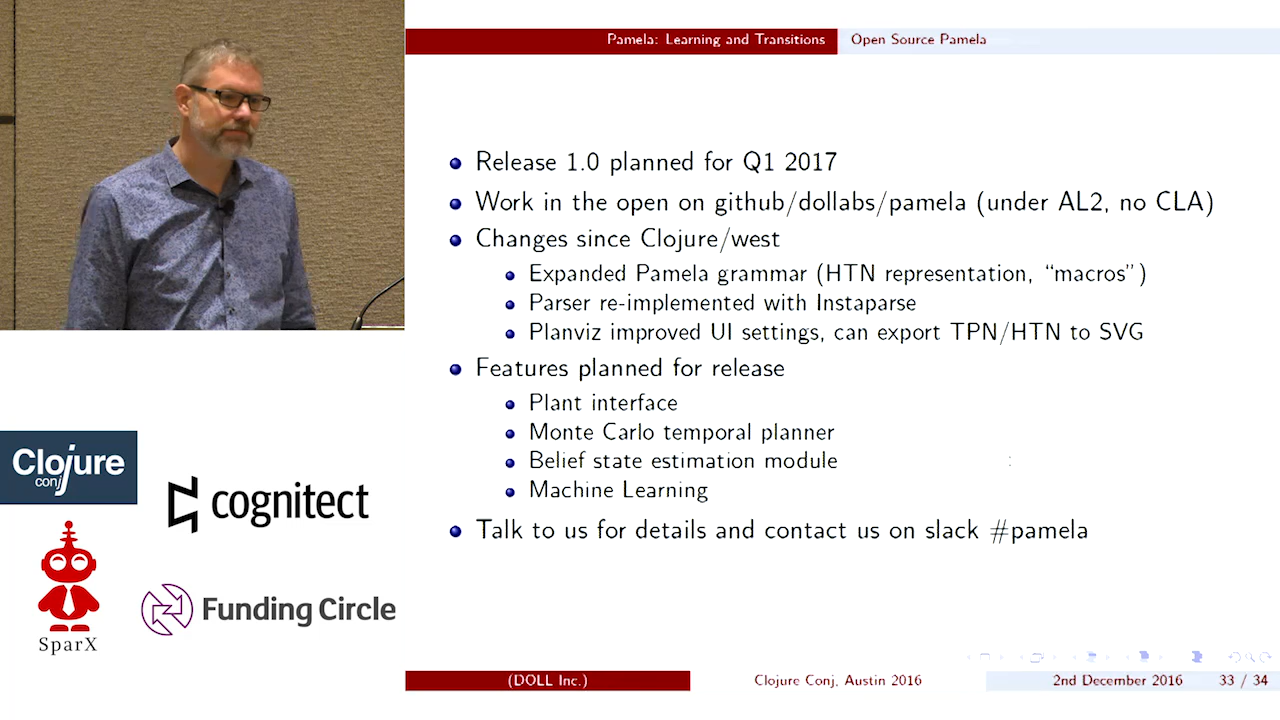 Pamela: Learning and Transitions
Open Source Pamela
Release 1.0 planned for Q1 2017
Work in the open on github/dollabs/pamela (under AL2, no CLA)
Changes since Clojure/west
Expanded Pamela grammar (HTN representation, “macros”)
Parser re-implemented with Instaparse
Planviz improved UI settings, can export TPN/HTN to SVG
Features planned for release
Plant interface
Monte Carlo temporal planner
Belief state estimation module
Machine Learning
Talk to us for details and contact us on slack #pamela
Clojure
conj
cognitect
SparX
Funding Circle
(DOLL Inc.)
Clojure Conj, Austin 2016
2nd December 2016
33 / 34